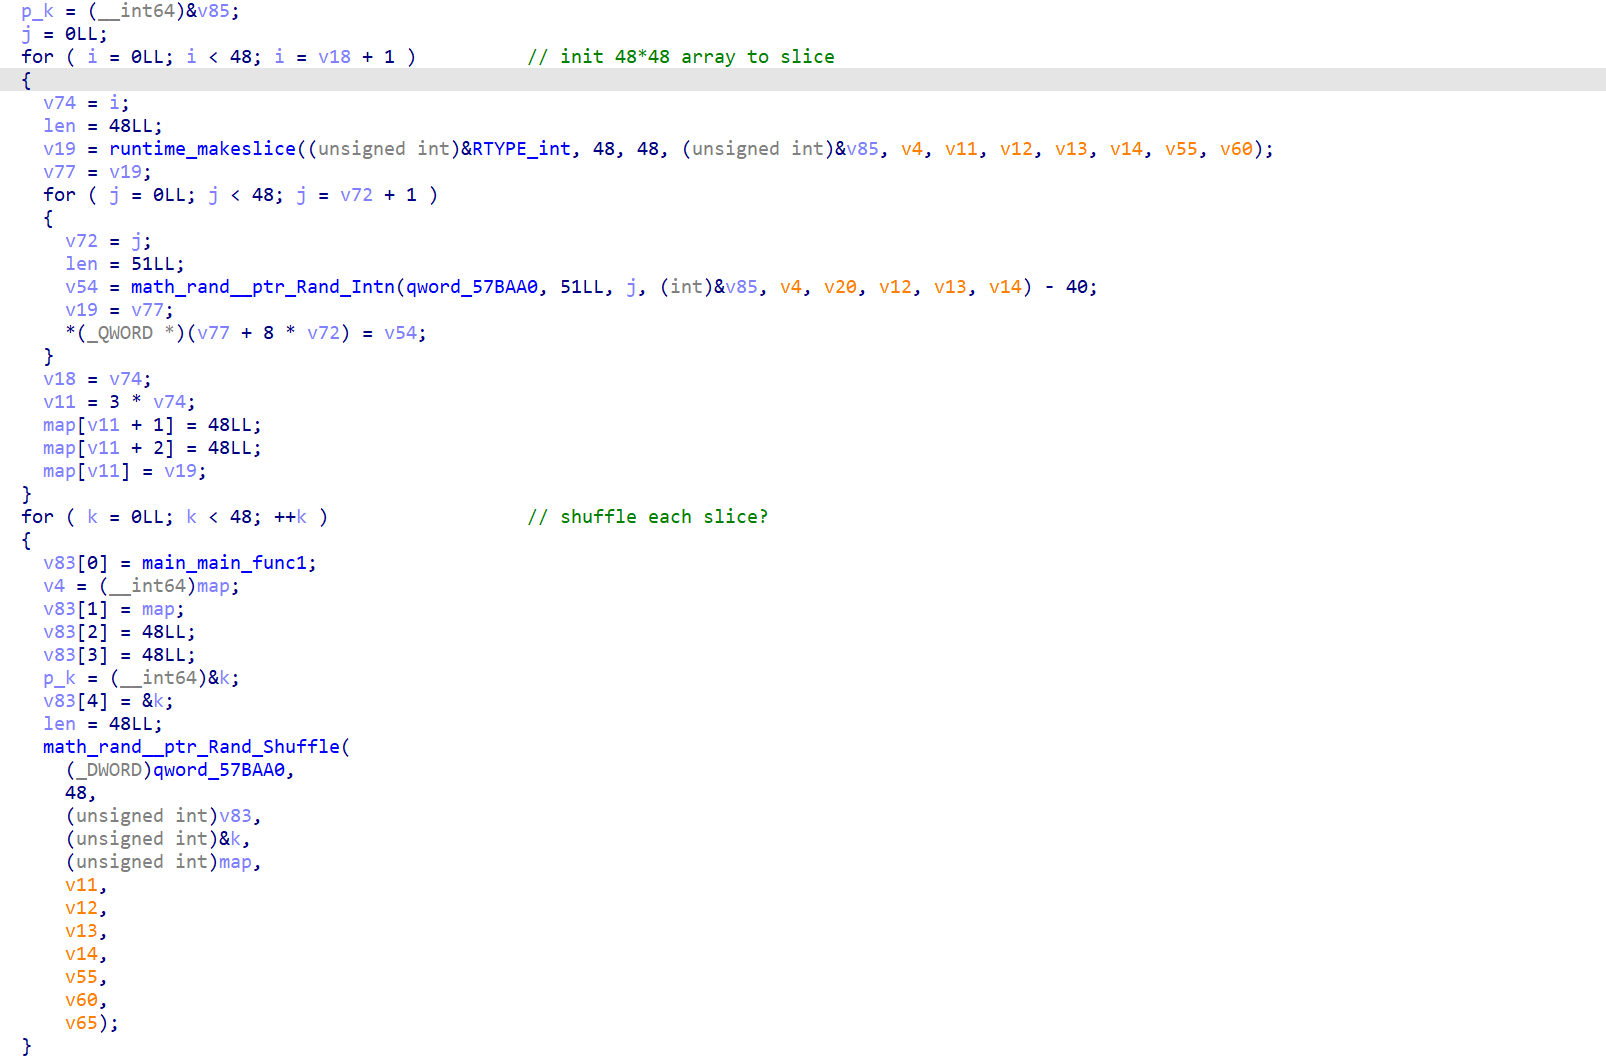 p_k = (__int64)&v85;
j = 0LL;
for ( i = 0LL; i < 48; i = v18 + 1 )          // init 48*48 array to slice
{
  v74 = i;
  len = 48LL;
  v19 = runtime_makeslice((unsigned int)&RTYPE_int, 48, 48, (unsigned int)&v85, v4, v11, v12, v13, v14, v55, v60);
  v77 = v19;
  for ( j = 0LL; j < 48; j = v72 + 1 )
  {
    v72 = j;
    len = 51LL;
    v54 = math_rand__ptr_Rand_Intn(qword_57BAA0, 51LL, j, (int)&v85, v4, v20, v12, v13, v14) - 40;
    v19 = v77;
    *(_QWORD *)(v77 + 8 * v72) = v54;
  }
  v18 = v74;
  v11 = 3 * v74;
  map[v11 + 1] = 48LL;
  map[v11 + 2] = 48LL;
  map[v11] = v19;
}
for ( k = 0LL; k < 48; ++k )                  // shuffle each slice?
{
  v83[0] = main_main_func1;
  v4 = (__int64)map;
  v83[1] = map;
  v83[2] = 48LL;
  v83[3] = 48LL;
  p_k = (__int64)&k;
  v83[4] = &k;
  len = 48LL;
  math_rand__ptr_Rand_Shuffle(
    (_DWORD)qword_57BAA0,
    48,
    (unsigned int)v83,
    (unsigned int)&k,
    (unsigned int)map,
    v11,
    v12,
    v13,
    v14,
    v55,
    v60,
    v65);
}